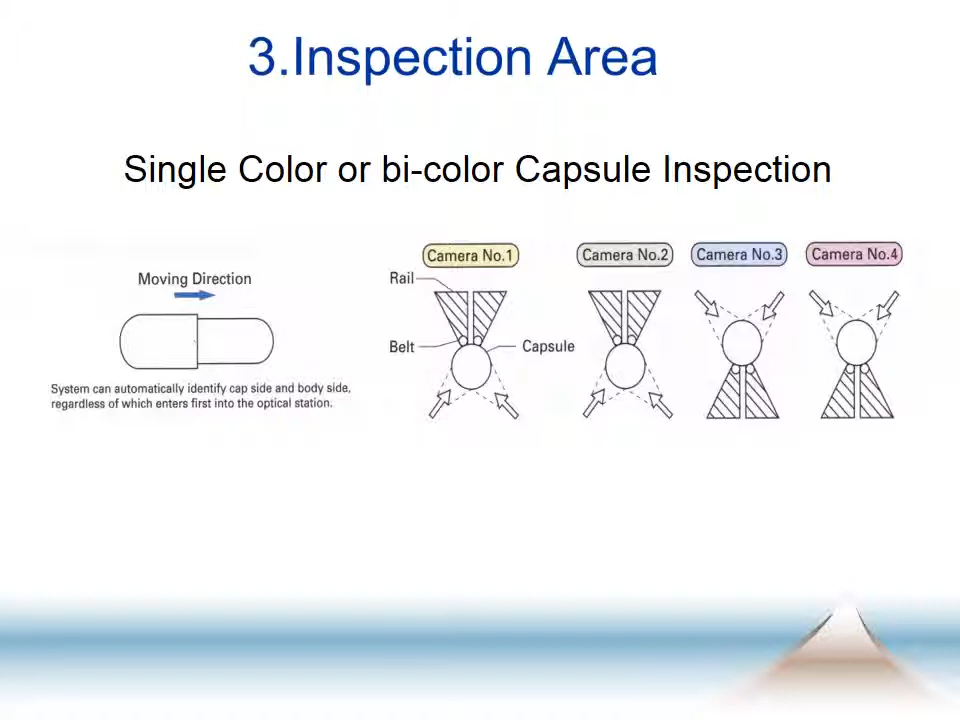 3.Inspection Area
Single Color or bi-color Capsule Inspection
Moving Direction
System can automatically identify cap side and body side,
regardless of which enters first into the optical station.
Camera No.1
Camera No.2
Camera No.3
Camera No.4
Rail
Belt
Capsule